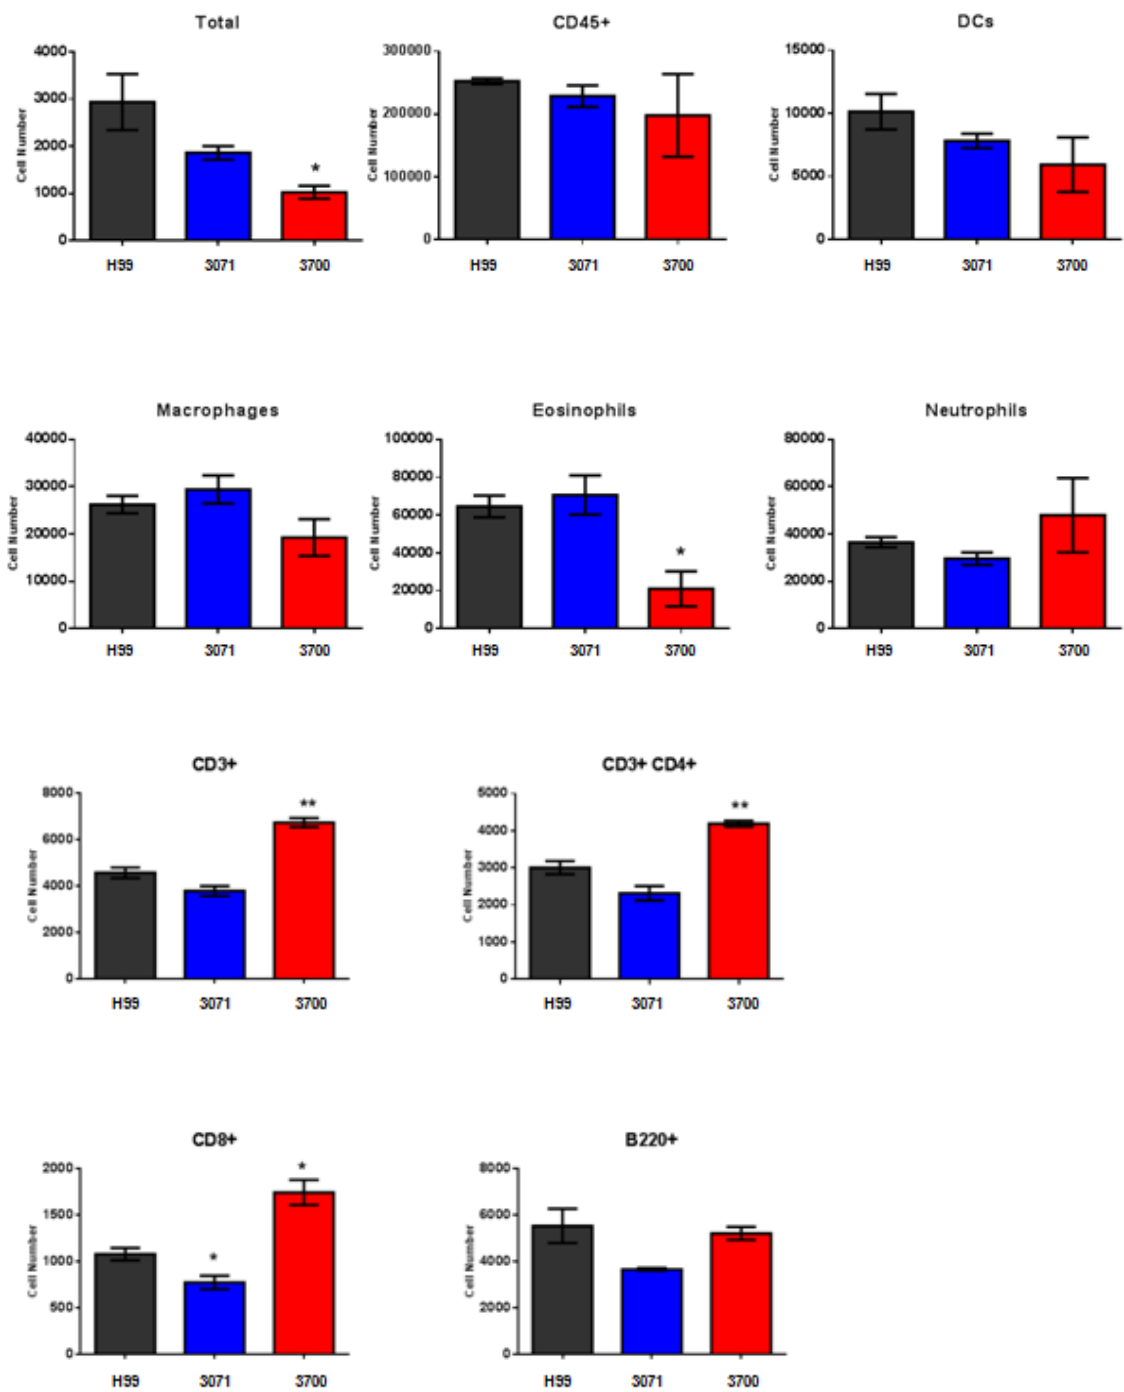 Total
CD45+
DCs
4000
3000
2000
1000
0
Cell Number
*
H99
3071
3700
300000
200000
100000
0
Cell Number
H99
3071
3700
15000
10000
5000
0
Cell Number
H99
3071
3700
Macrophages
Eosinophils
Neutrophils
40000
30000
20000
10000
0
Cell Number
H99
3071
3700
100000
80000
60000
40000
20000
0
Cell Number
*
H99
3071
3700
80000
60000
40000
20000
0
Cell Number
H99
3071
3700
CD3+
CD3+ CD4+
8000
6000
4000
2000
0
Cell Number
**
H99
3071
3700
5000
4000
3000
2000
1000
0
Cell Number
**
H99
3071
3700
CD8+
B220+
2000
1500
1000
500
0
Cell Number
*
*
H99
3071
3700
8000
6000
4000
2000
0
Cell Number
H99
3071
3700